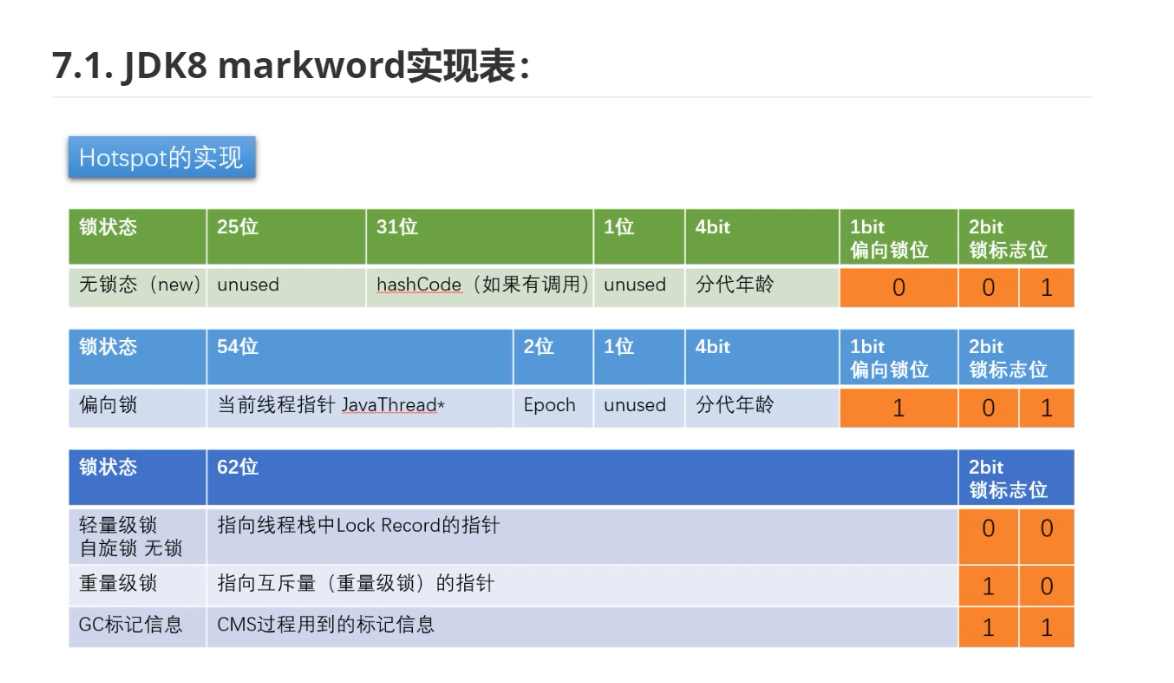 7.1. JDK8 markword实现表：
Hotspot的实现
锁状态 25位 31位 1位 4bit 1bit 2bit
偏向锁位 锁标志位
无锁态（new） unused hashCode（如果有调用） unused 分代年龄 0 0 1
锁状态 54位 2位 1位 4bit 1bit 2bit
偏向锁位 锁标志位
偏向锁 当前线程指针 JavaThread* Epoch unused 分代年龄 1 0 1
锁状态 62位 2bit
锁标志位
轻量级锁 指向线程栈中Lock Record的指针 0 0
自旋锁 无锁
重量级锁 指向互斥量（重量级锁）的指针 1 0
GC标记信息 CMS过程用到的标记信息 1 1